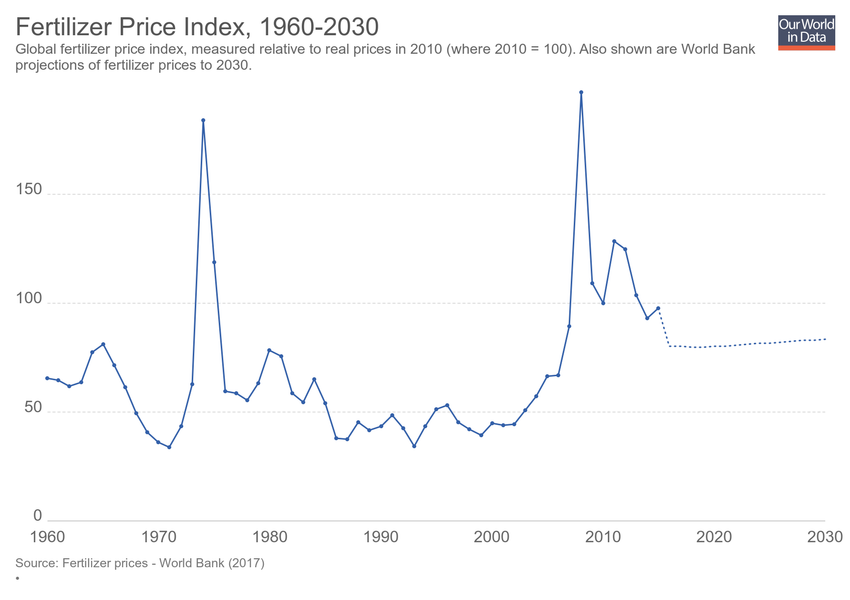 Fertilizer Price Index, 1960-2030
Our World
in Data
Global fertilizer price index, measured relative to real prices in 2010 (where 2010 = 100). Also shown are World Bank
projections of fertilizer prices to 2030.
150
100
50
0
1960 1970 1980 1990 2000 2010 2020 2030
Source: Fertilizer prices - World Bank (2017)
•